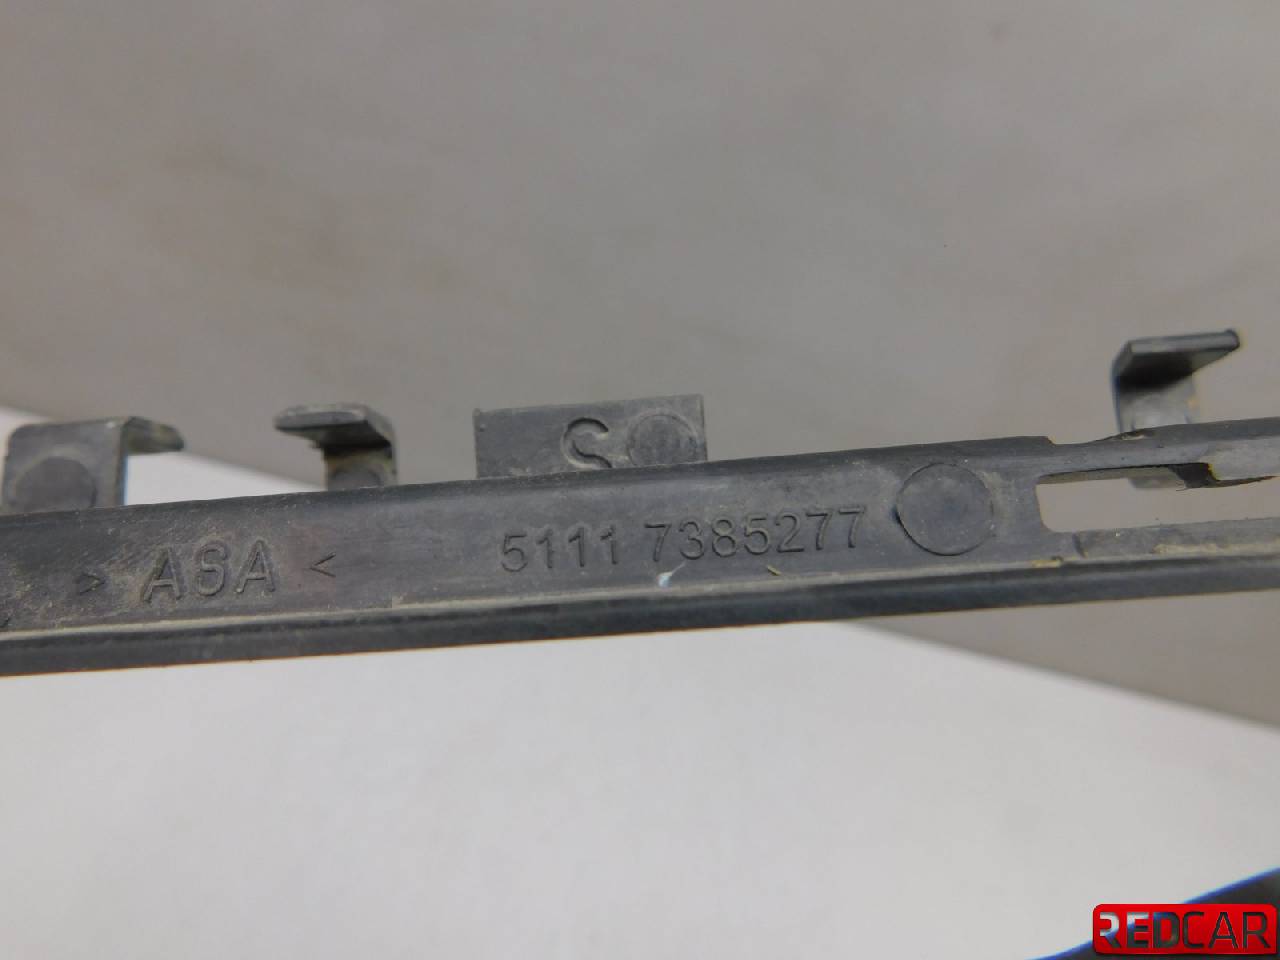 S
> ASA < 5111 7385277
REDCAR